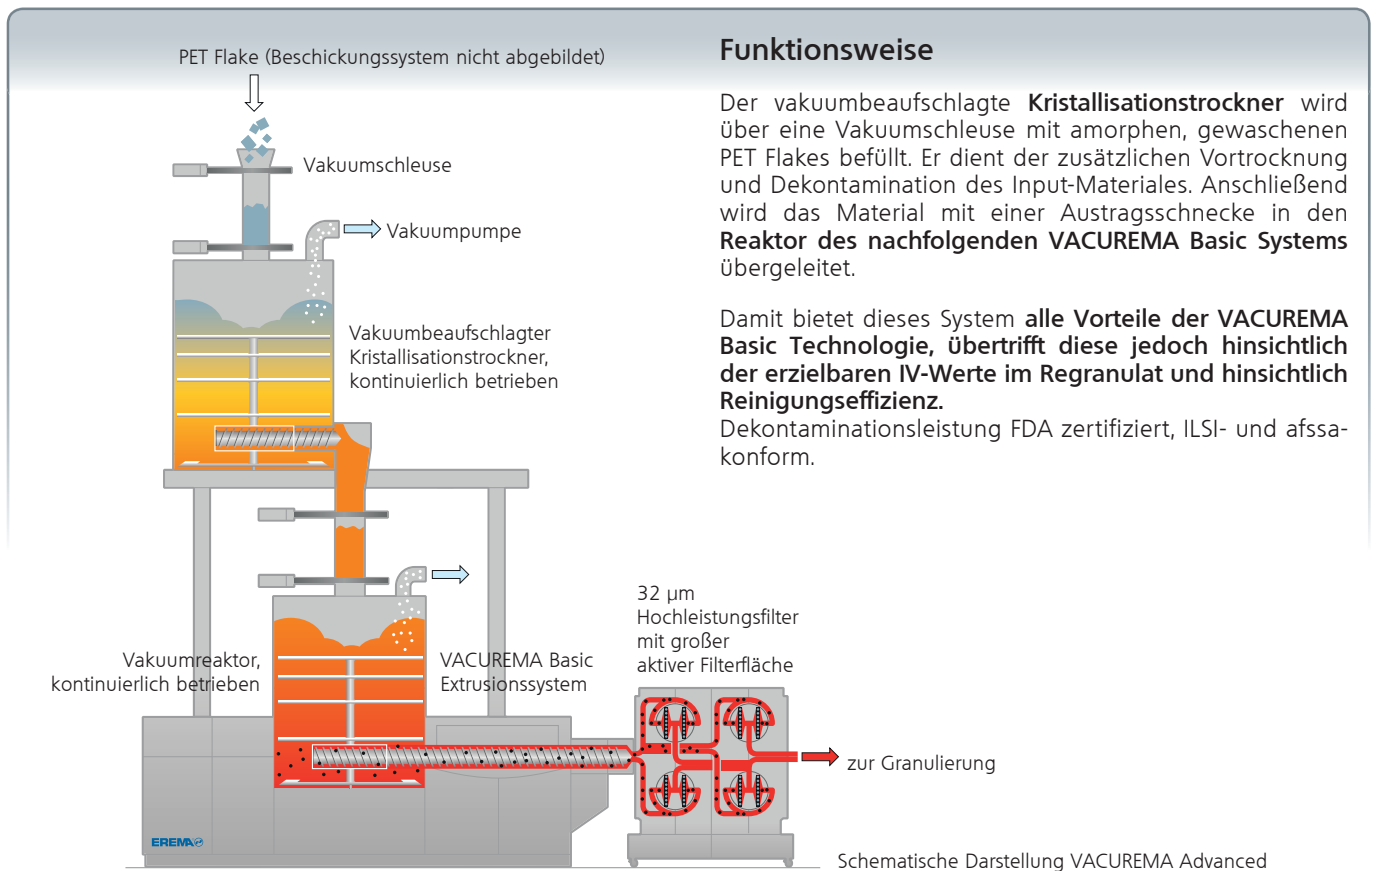 PET Flake (Beschickungssystem nicht abgebildet)
Vakuumschleuse
Vakuumpumpe
Vakuumbeaufschlagter
Kristallisationstrockner,
kontinuierlich betrieben
Vakuumreaktor,
kontinuierlich betrieben
VACUREMA Basic
Extrusionssystem
32 µm
Hochleistungsfilter
mit großer
aktiver Filterfläche
zur Granulierung
EREMA
Schematische Darstellung VACUREMA Advanced
Funktionsweise
Der vakuumbeaufschlagte Kristallisationstrockner wird
über eine Vakuumschleuse mit amorphen, gewaschenen
PET Flakes befüllt. Er dient der zusätzlichen Vortrocknung
und Dekontamination des Input-Materiales. Anschließend
wird das Material mit einer Austragsschnecke in den
Reaktor des nachfolgenden VACUREMA Basic Systems
übergeleitet.
Damit bietet dieses System alle Vorteile der VACUREMA
Basic Technologie, übertrifft diese jedoch hinsichtlich
der erzielbaren IV-Werte im Regranulat und hinsichtlich
Reinigungseffizienz.
Dekontaminationsleistung FDA zertifiziert, ILSI- und afssa-
konform.